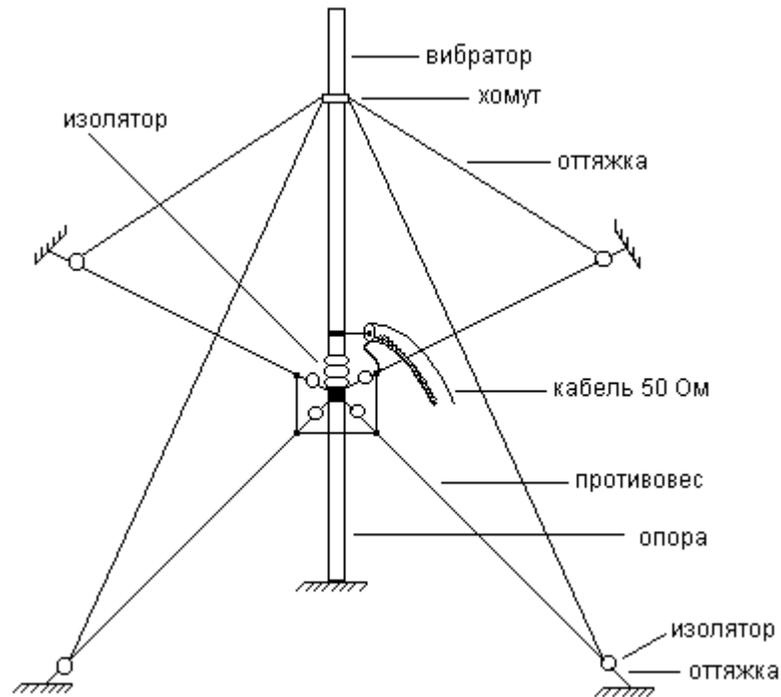 вибратор
хомут
изолятор
оттяжка
кабель 50 Ом
противовес
опора
изолятор
оттяжка